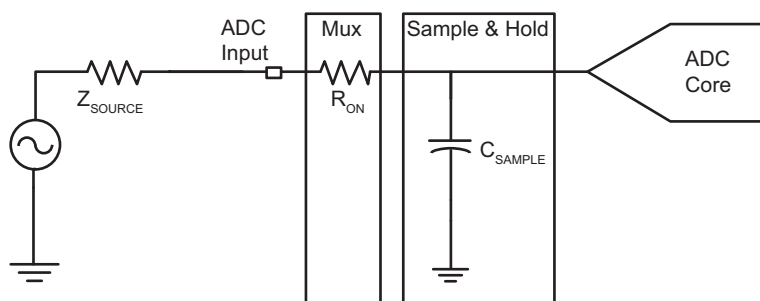 Mux
Sample & Hold
ADC
Input
ADC
Core
Z_SOURCE
R_ON
C_SAMPLE